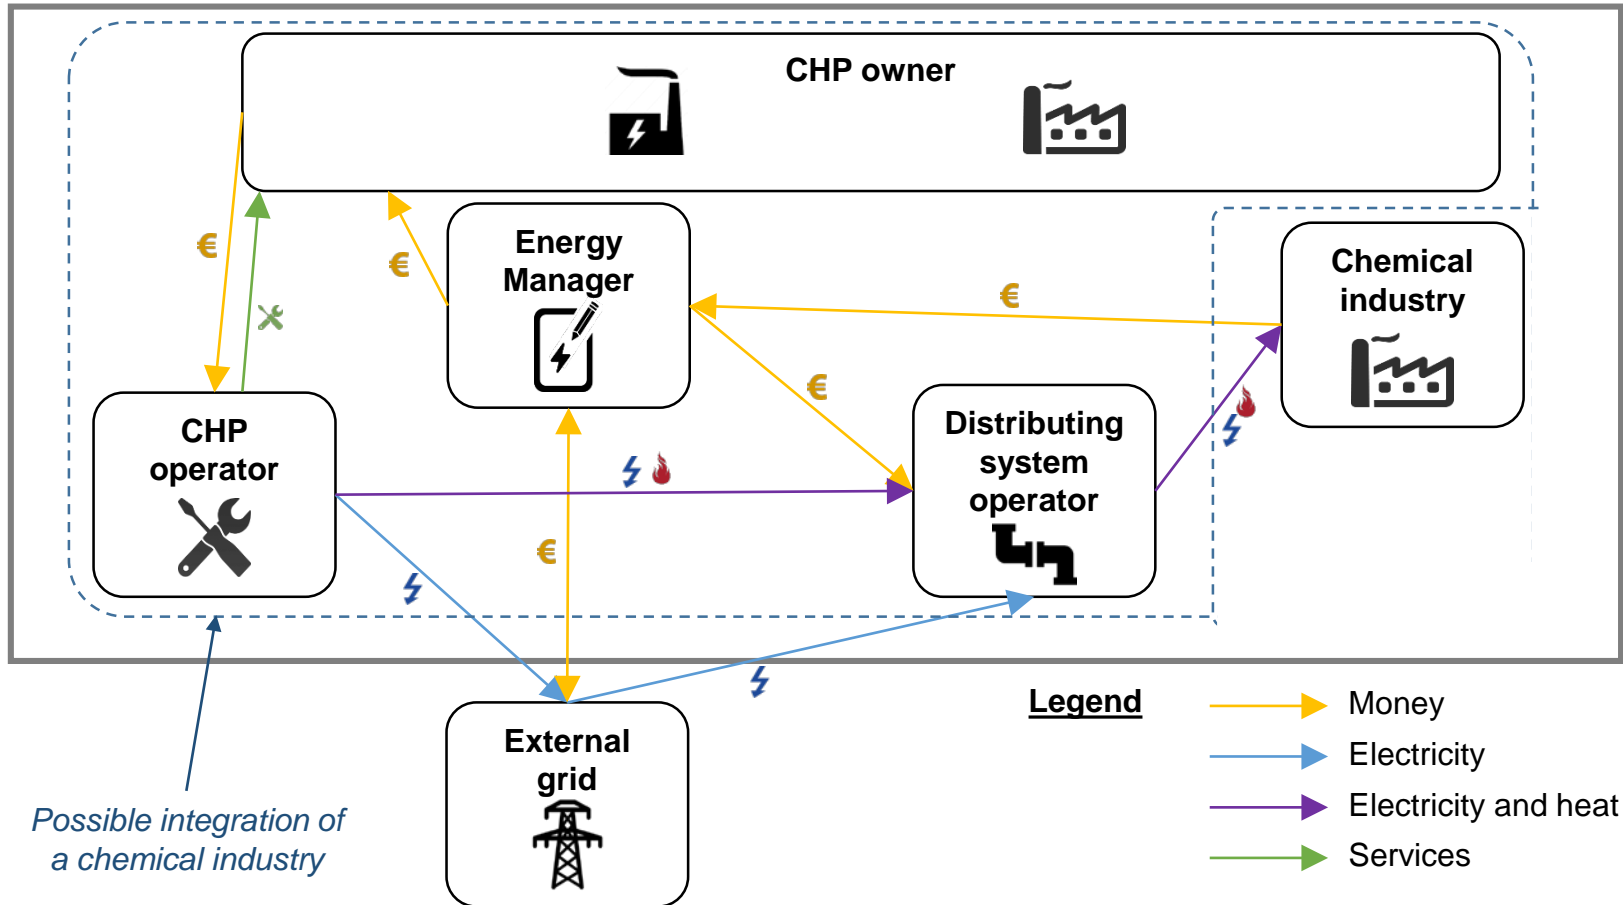 CHP owner
€
€
Energy
Manager
€
Chemical
industry
€
CHP
operator
Distributing
system
operator
€
€
External
grid
Possible integration of
a chemical industry
Legend
Money
Electricity
Electricity and heat
Services